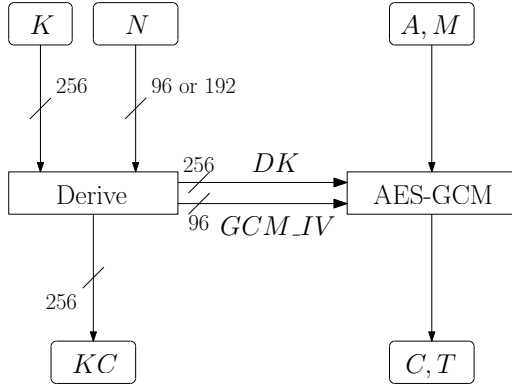 K
N
A, M
256
96 or 192
256
DK
Derive
AES-GCM
96
GCM_IV
256
KC
C, T